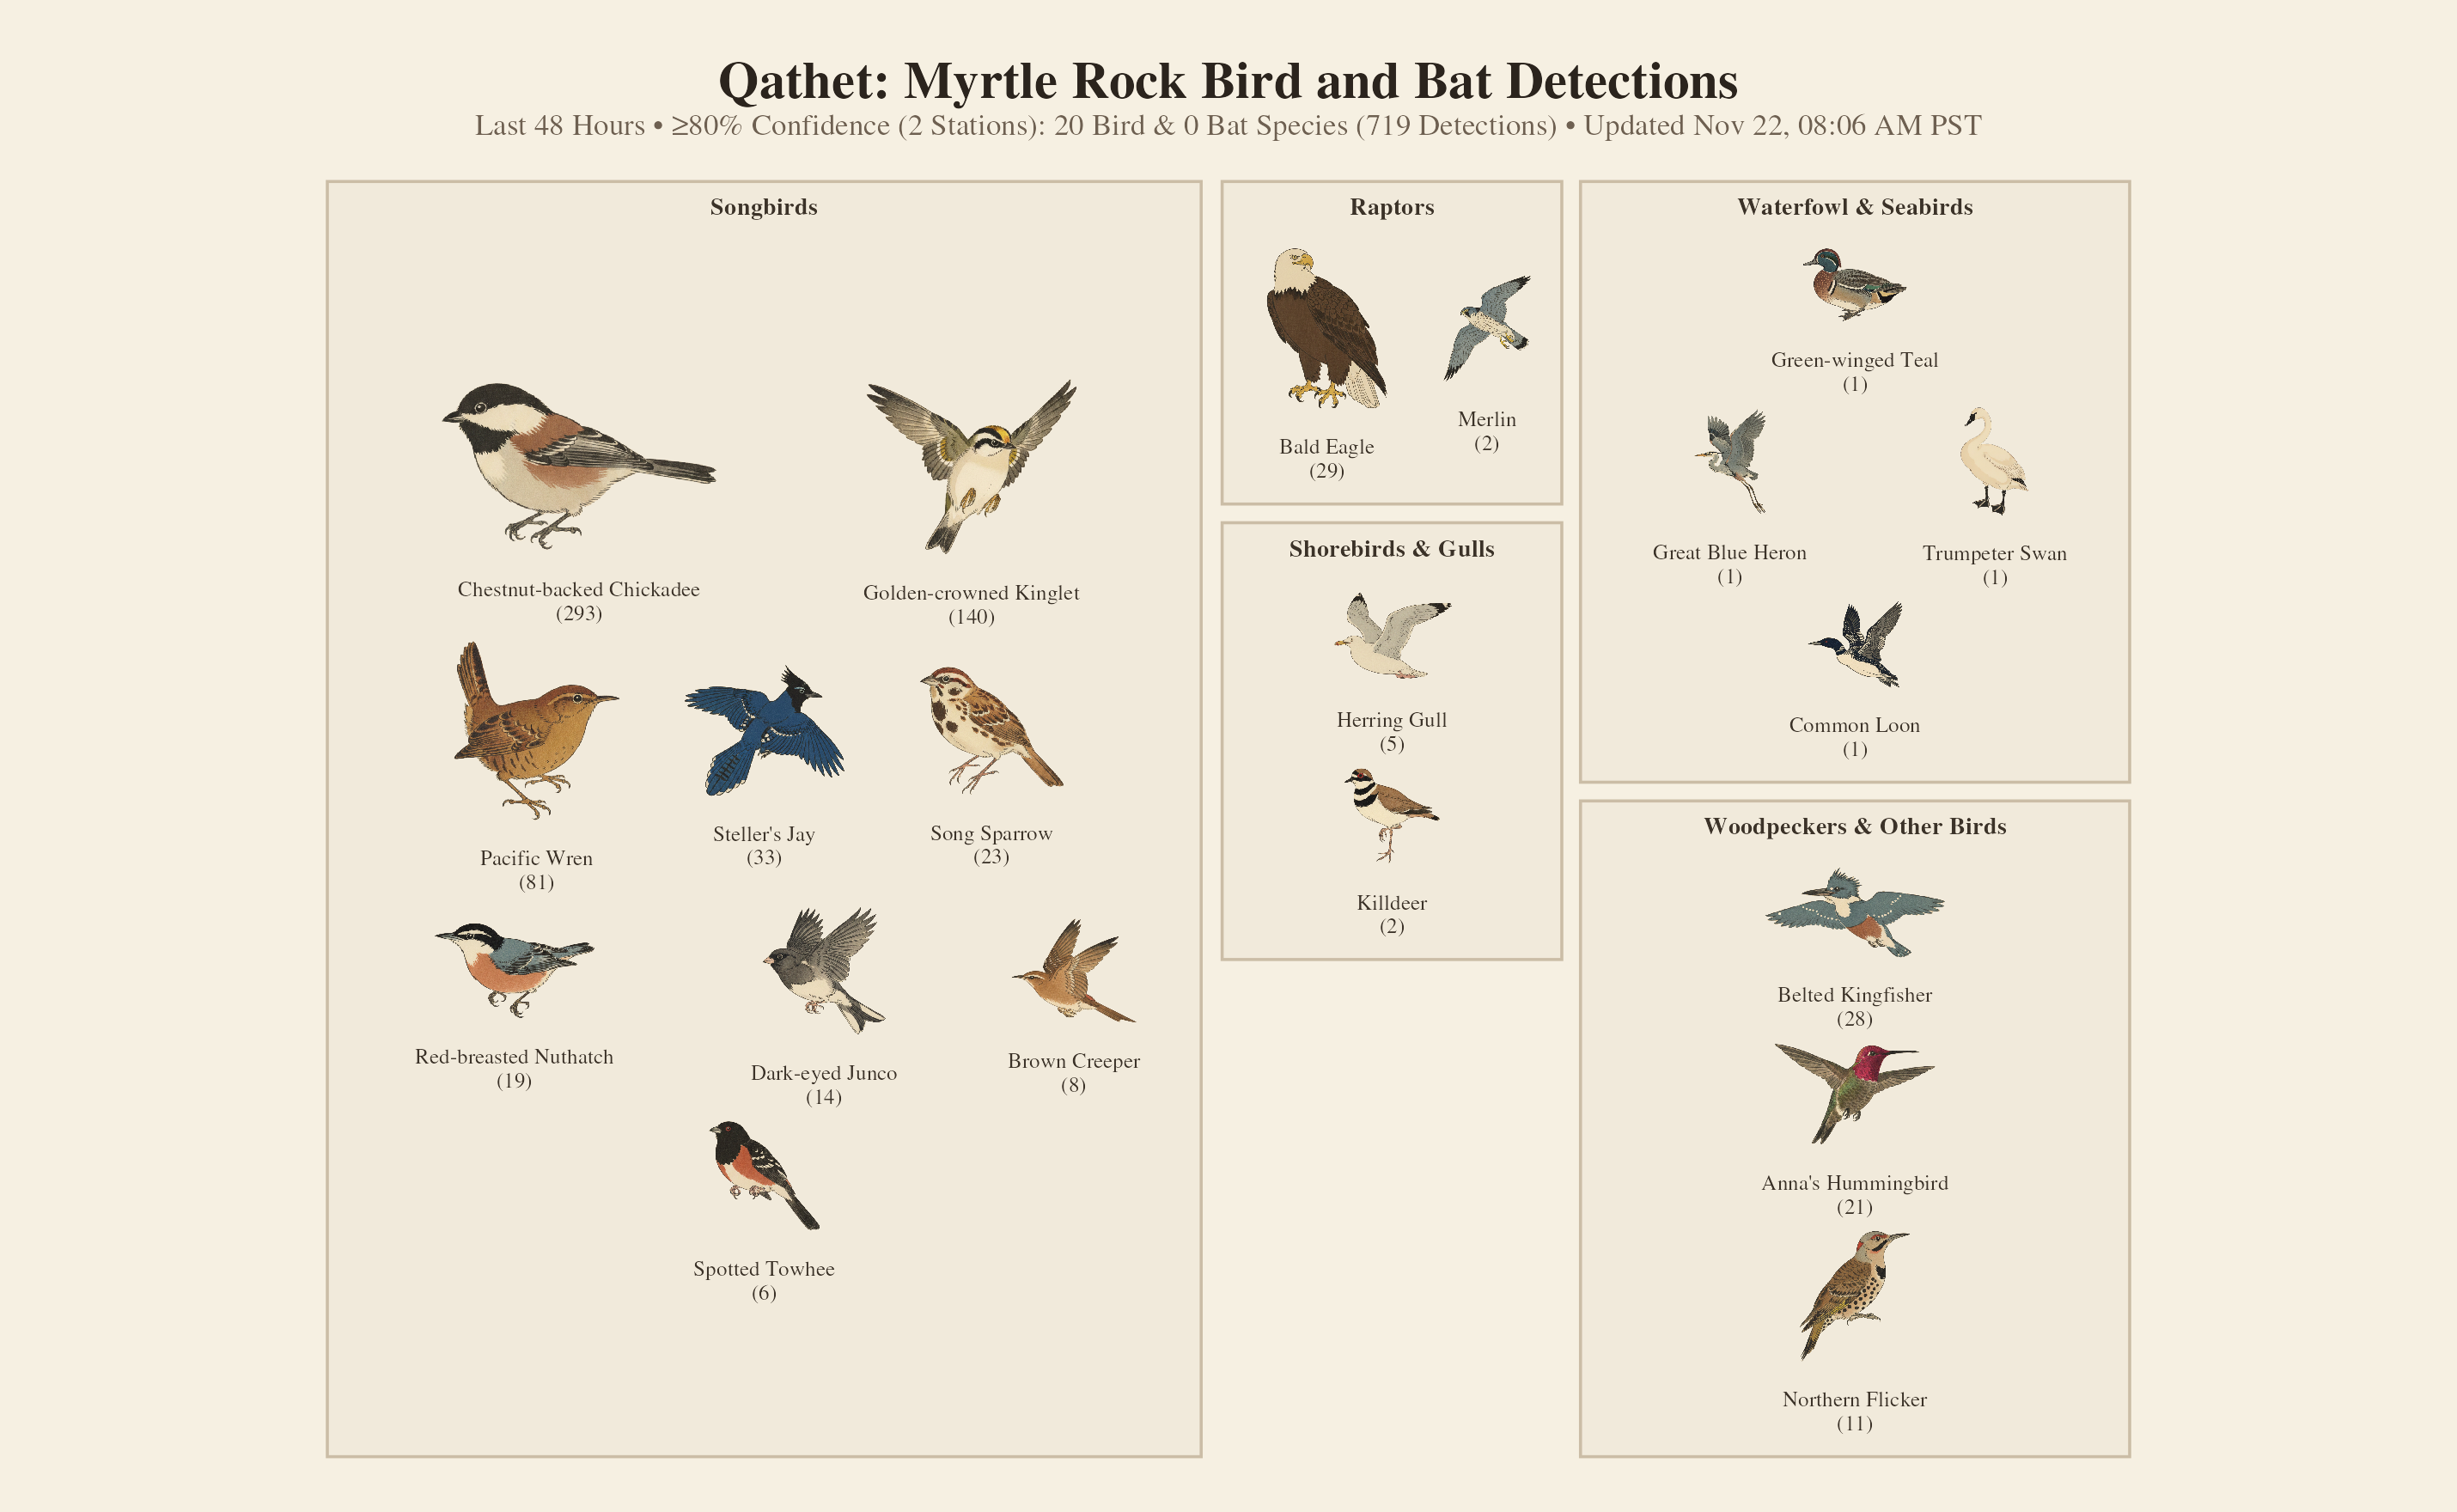 Qathet: Myrtle Rock Bird and Bat Detections
Last 48 Hours • ≥80% Confidence (2 Stations): 20 Bird & 0 Bat Species (719 Detections) • Updated Nov 22, 08:06 AM PST
Songbirds
Chestnut-backed Chickadee
(293)
Golden-crowned Kinglet
(140)
Pacific Wren
(81)
Steller's Jay
(33)
Song Sparrow
(23)
Red-breasted Nuthatch
(19)
Dark-eyed Junco
(14)
Brown Creeper
(8)
Spotted Towhee
(6)
Raptors
Bald Eagle
(29)
Merlin
(2)
Shorebirds & Gulls
Herring Gull
(5)
Killdeer
(2)
Waterfowl & Seabirds
Green-winged Teal
(1)
Great Blue Heron
(1)
Trumpeter Swan
(1)
Common Loon
(1)
Woodpeckers & Other Birds
Belted Kingfisher
(28)
Anna's Hummingbird
(21)
Northern Flicker
(11)